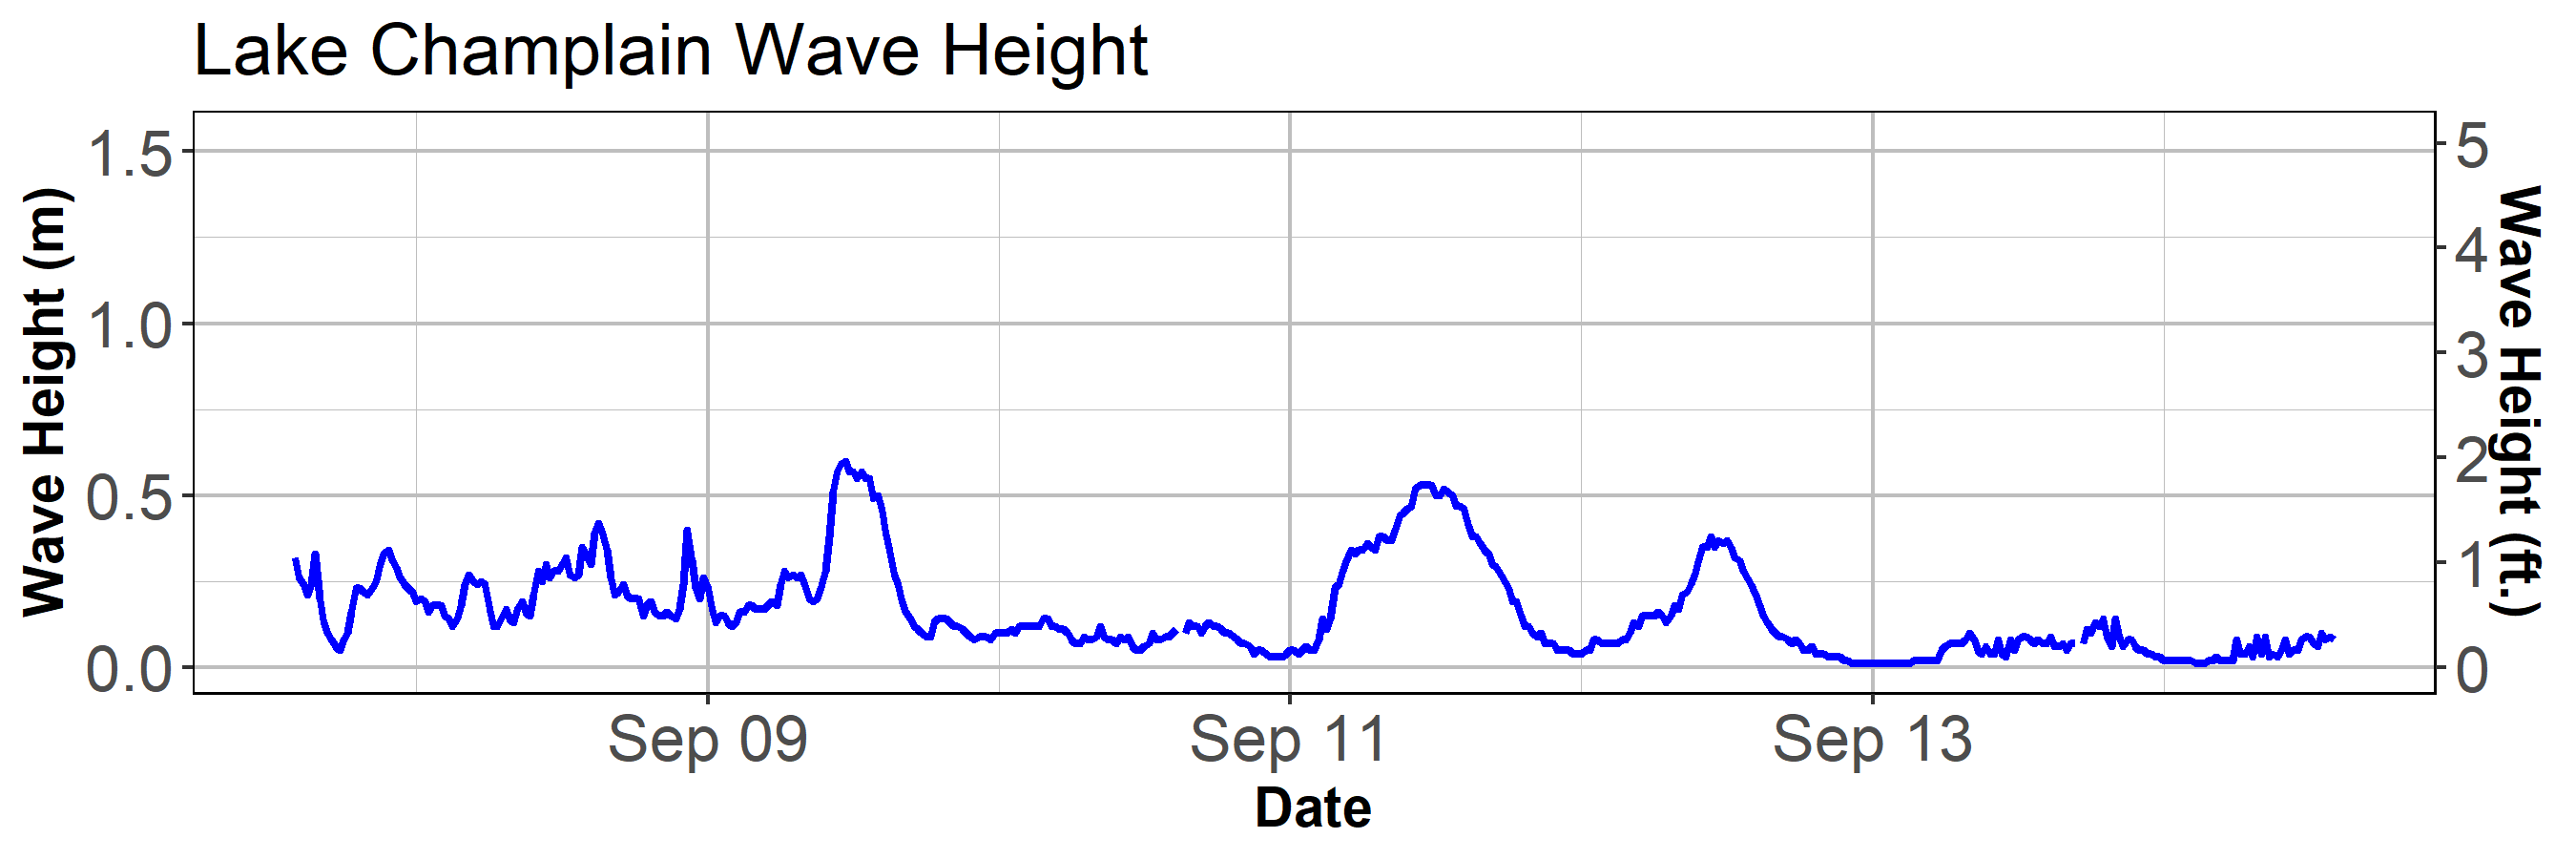 Lake Champlain Wave Height
Wave Height (m)
1.5
1.0
0.5
0.0
5
4
3
2
1
0
Wave Height (ft.)
Sep 09
Sep 11
Sep 13
Date